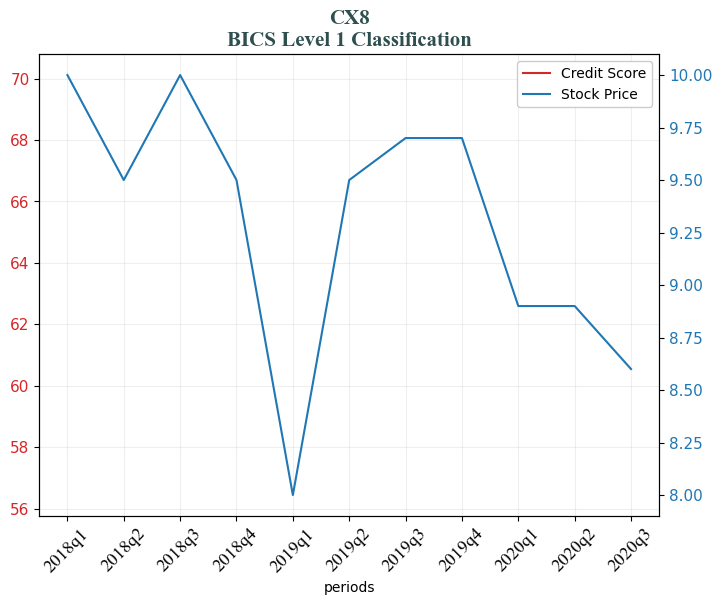 CX8
BICS Level 1 Classification
Credit Score
Stock Price
70
68
66
64
62
60
58
56
10.00
9.75
9.50
9.25
9.00
8.75
8.50
8.25
8.00
2018q1
2018q2
2018q3
2018q4
2019q1
2019q2
2019q3
2019q4
2020q1
2020q2
2020q3
periods